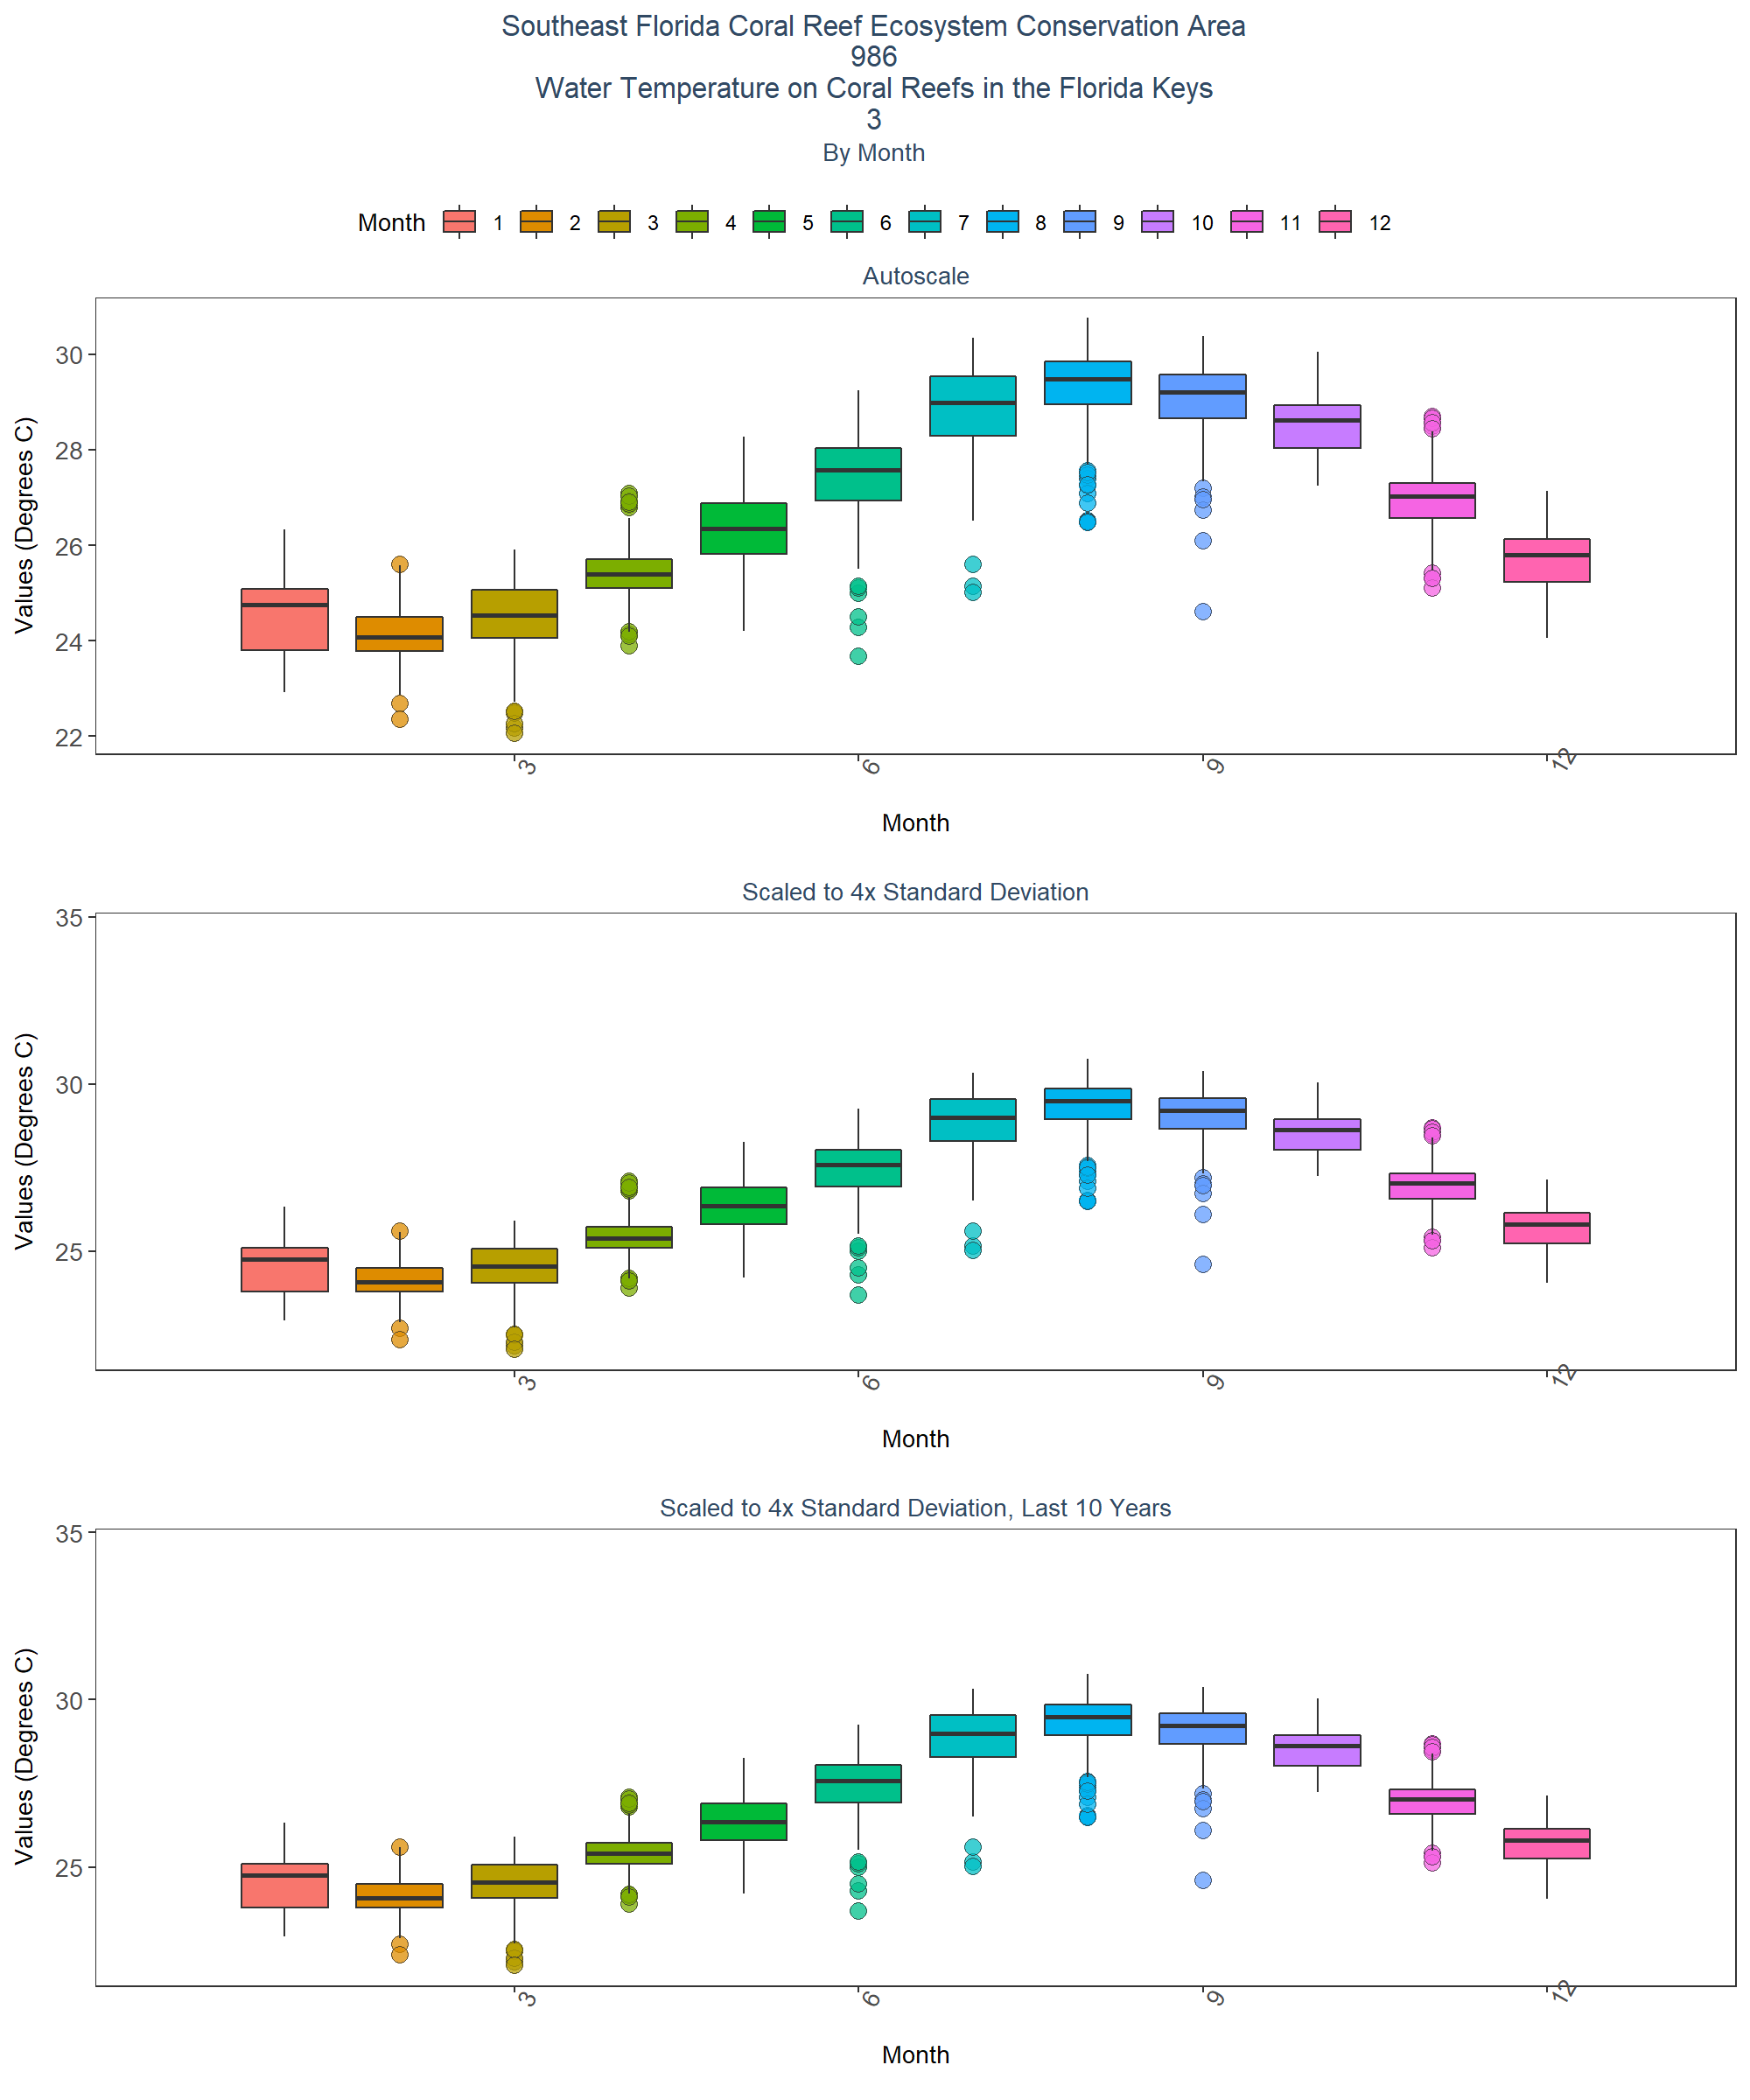 Southeast Florida Coral Reef Ecosystem Conservation Area
986
Water Temperature on Coral Reefs in the Florida Keys
3
By Month
Month 1 2 3 4 5 6 7 8 9 10 11 12
Autoscale
Values (Degrees C)
30
28
26
24
22
3 6 9 12
Month
Scaled to 4x Standard Deviation
Values (Degrees C)
35
30
25
3 6 9 12
Month
Scaled to 4x Standard Deviation, Last 10 Years
Values (Degrees C)
35
30
25
3 6 9 12
Month